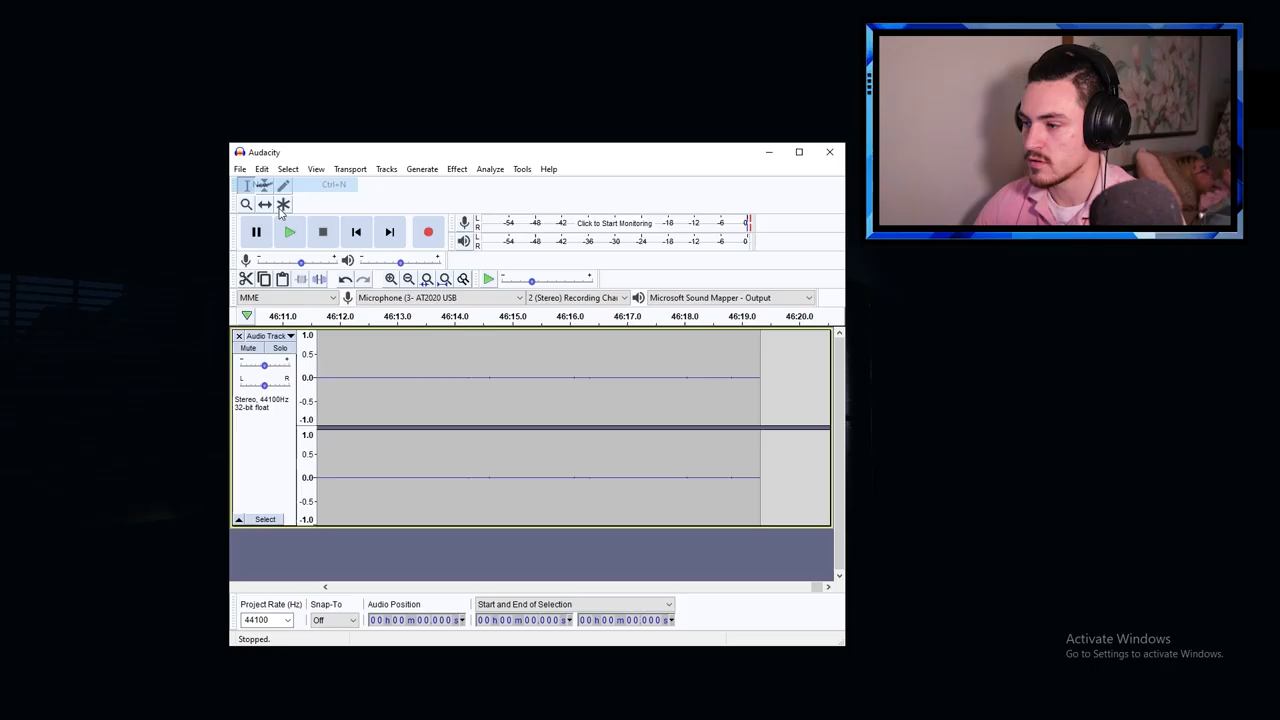 Audacity
File Edit Select View Transport Tracks Generate Effect Analyze Tools Help
Ctrl+N
L R -54 -48 -42 Click to Start Monitoring -18 -12 -6 0
L R -54 -48 -42 -36 -30 -24 -18 -12 -6 0
MME Microphone (3- AT2020 USB 2 (Stereo) Recording Chai Microsoft Sound Mapper - Output
46:11.0 46:12.0 46:13.0 46:14.0 46:15.0 46:16.0 46:17.0 46:18.0 46:19.0 46:20.0
Audio Track
Mute Solo
- +
L R
Stereo, 44100Hz
32-bit float
Select
1.0
0.5
0.0
-0.5
-1.0
1.0
0.5
0.0
-0.5
-1.0
Project Rate (Hz) Snap-To Audio Position Start and End of Selection
44100 Off 00 h 00 m 00.000 s 00 h 00 m 00.000 s 00 h 00 m 00.000 s
Stopped.
Activate Windows
Go to Settings to activate Windows.